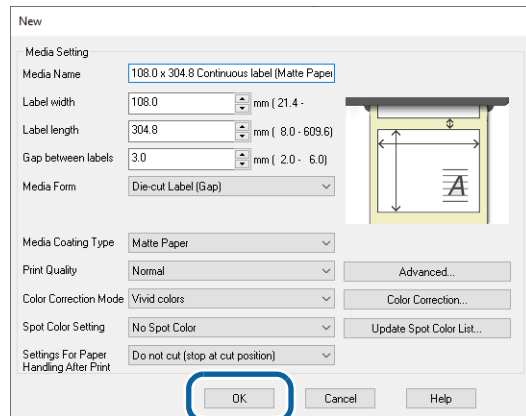 New
Media Setting
Media Name 108.0 x 304.8 Continuous label (Matte Paper
Label width 108.0 mm ( 21.4 -
Label length 304.8 mm ( 8.0 - 609.6)
Gap between labels 3.0 mm ( 2.0 - 6.0)
Media Form Die-cut Label (Gap)
A
Media Coating Type Matte Paper
Print Quality Normal Advanced...
Color Correction Mode Vivid colors Color Correction...
Spot Color Setting No Spot Color Update Spot Color List...
Settings For Paper Do not cut (stop at cut position)
Handling After Print
OK Cancel Help